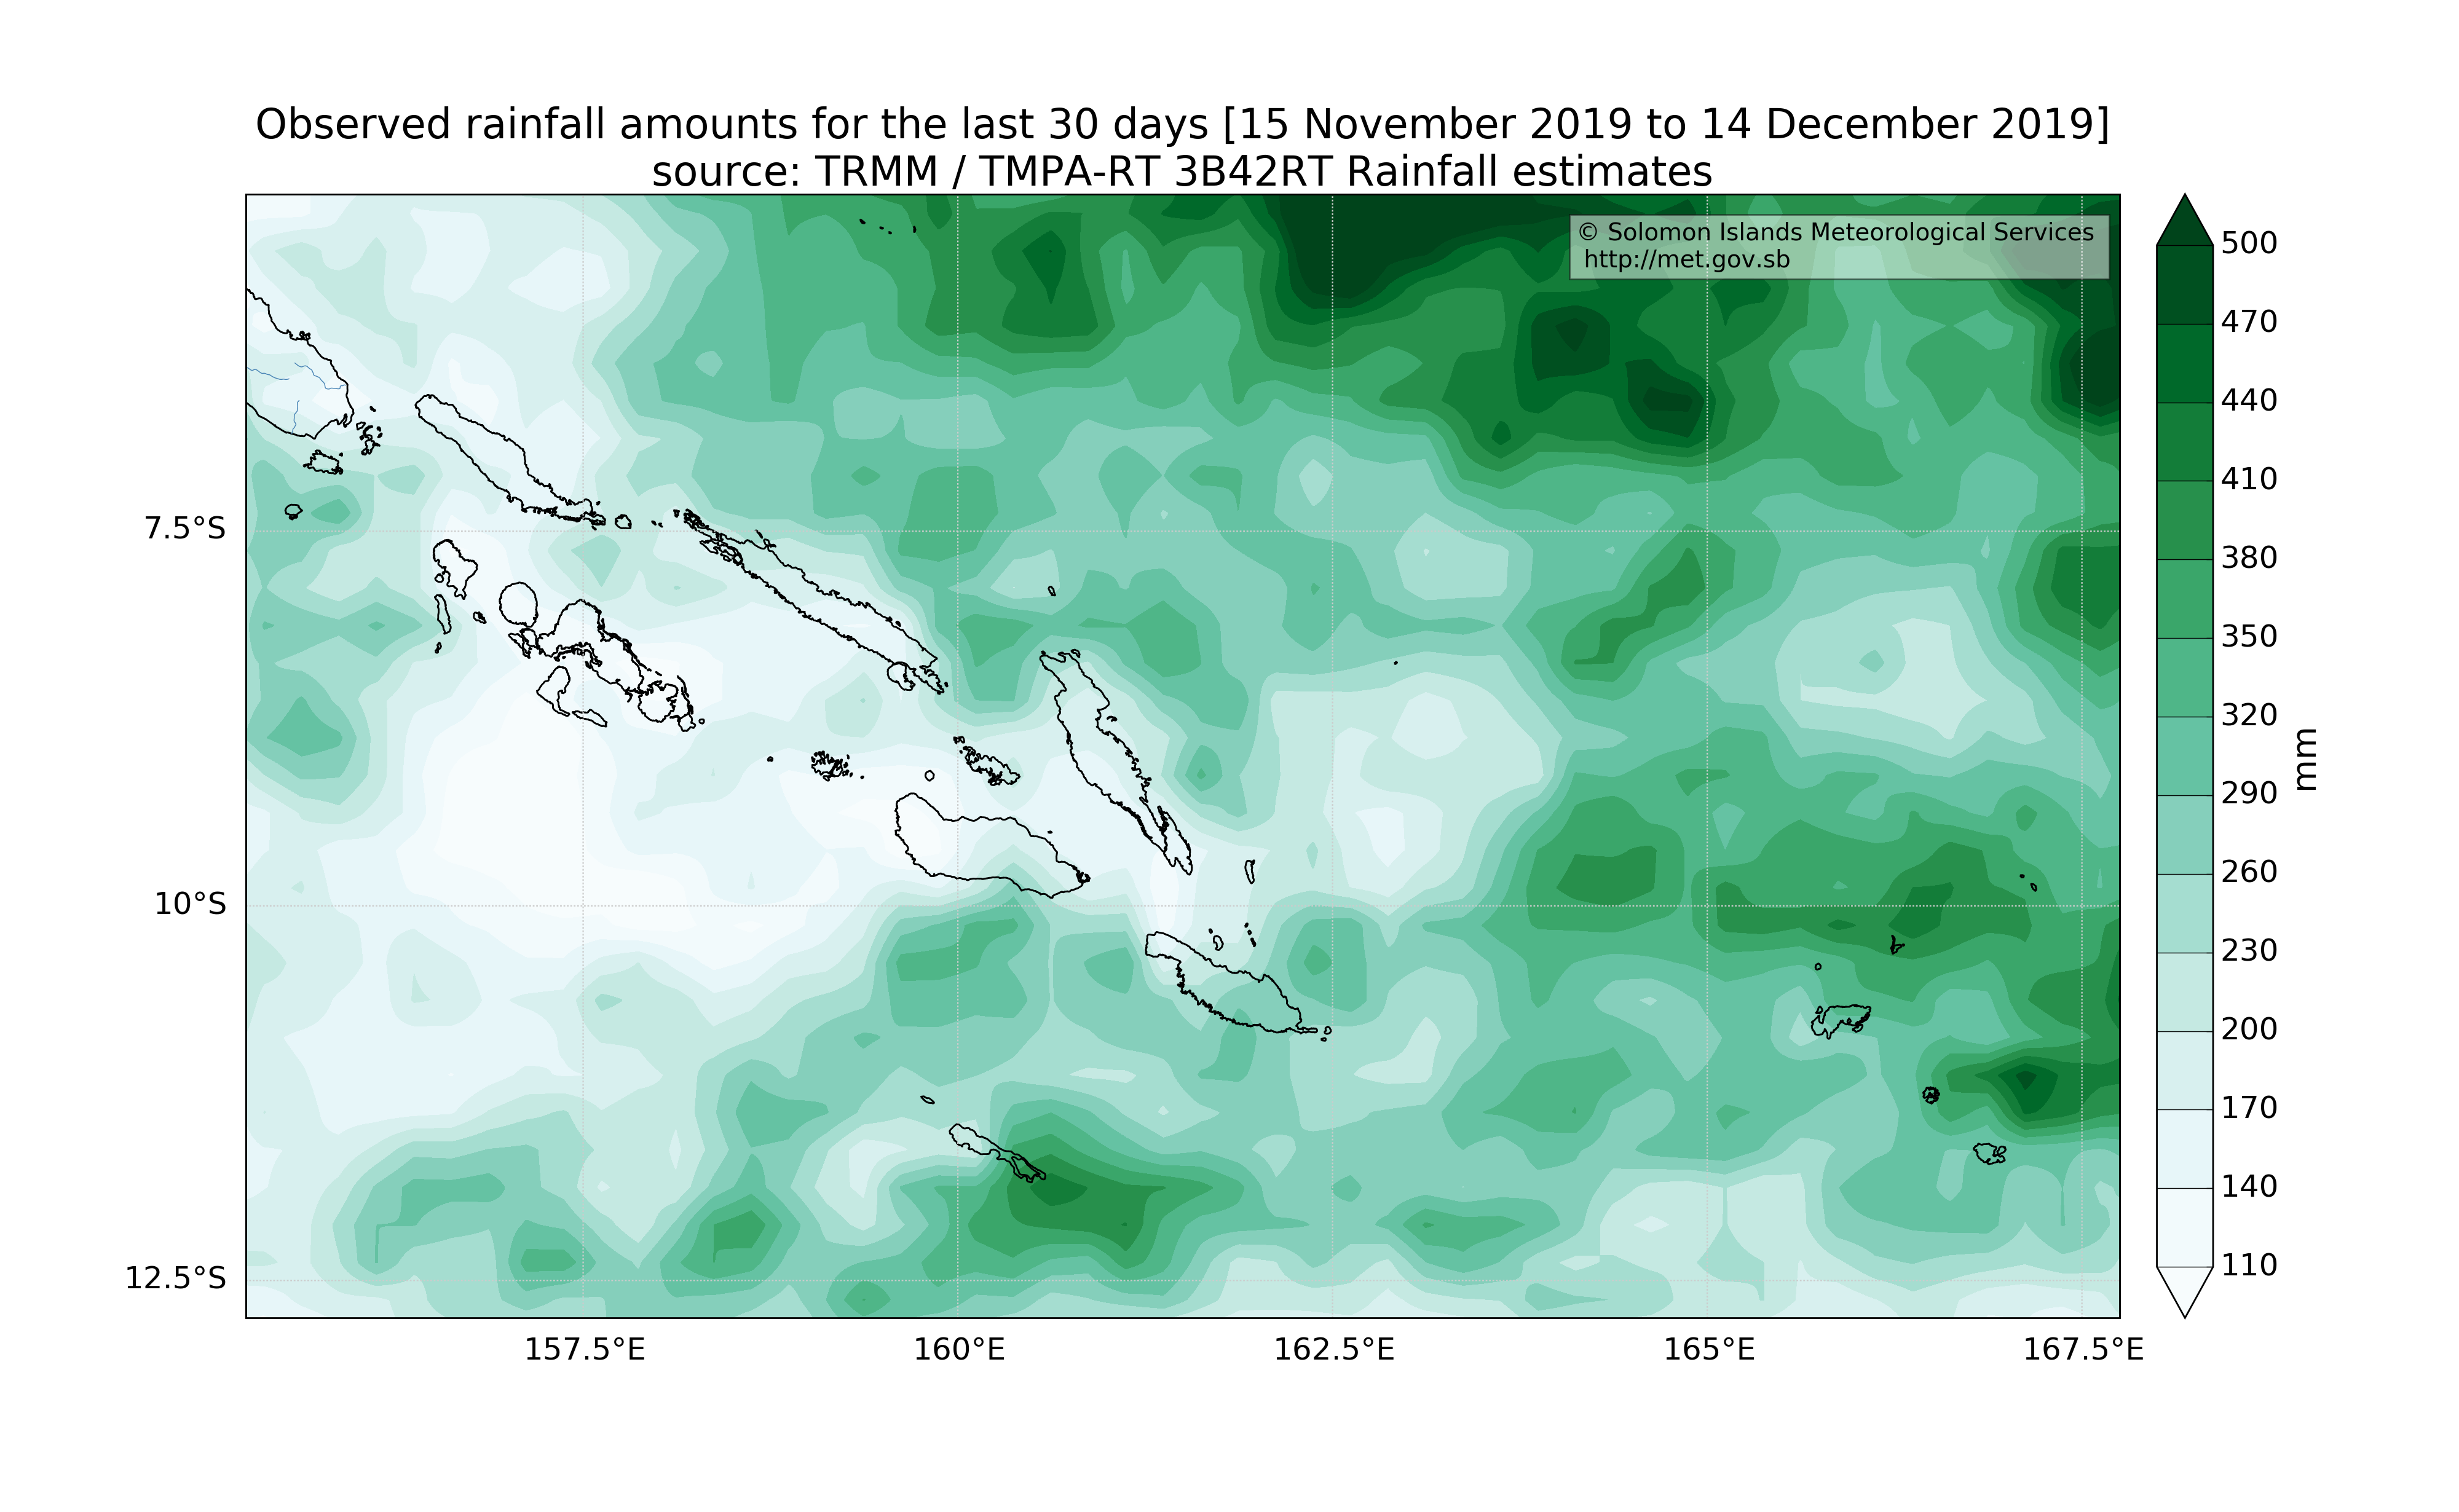 Observed rainfall amounts for the last 30 days [15 November 2019 to 14 December 2019]
source: TRMM / TMPA-RT 3B42RT Rainfall estimates
© Solomon Islands Meteorological Services
http://met.gov.sb
7.5°S
10°S
12.5°S
157.5°E
160°E
162.5°E
165°E
167.5°E
500
470
440
410
380
350
320
290
260
230
200
170
140
110
mm